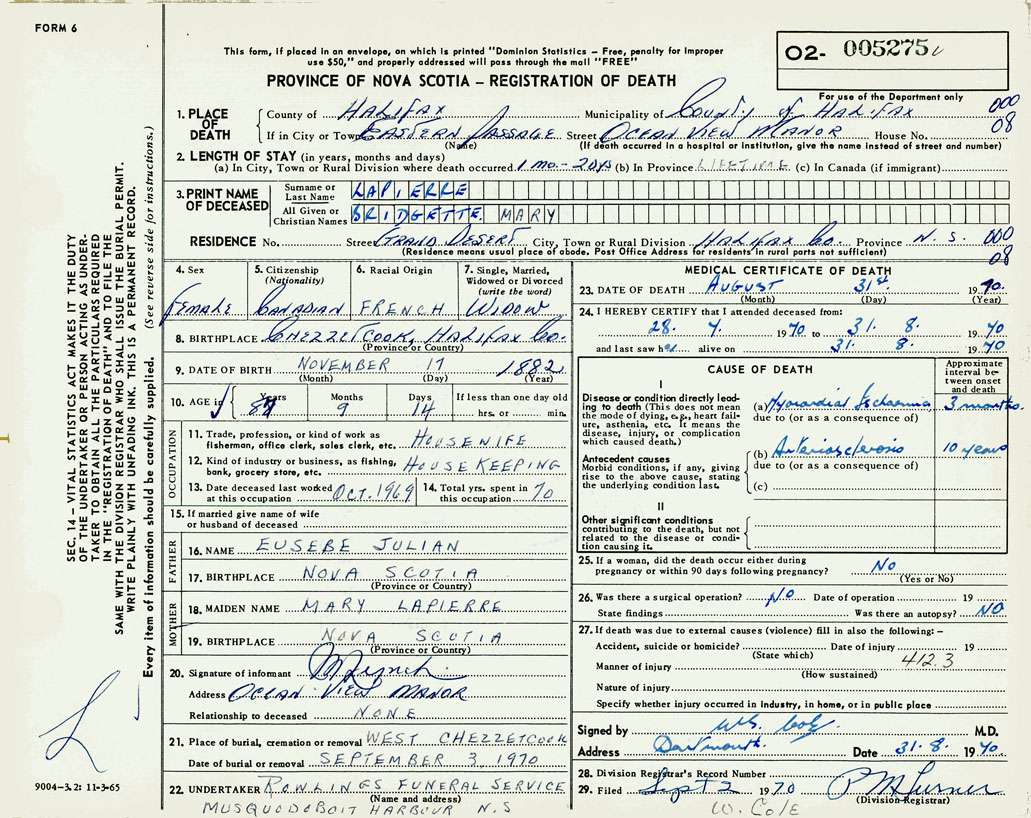 FORM 6
This form, if placed in an envelope, on which is printed "Dominion Statistics – Free, penalty for improper
use $50," and properly addressed will pass through the mail "FREE"
PROVINCE OF NOVA SCOTIA – REGISTRATION OF DEATH
O2- 005275
For use of the Department only
000
08
1. PLACE OF DEATH
County of HALIFAX Municipality of County of HALIFAX
If in City or Town EASTERN PASSAGE Street OCEAN VIEW MANOR House No.
(Name) (If death occurred in a hospital or institution, give the name instead of street and number)
2. LENGTH OF STAY (in years, months and days)
(a) In City, Town or Rural Division where death occurred 1 mo. - 2 days (b) In Province LIFETIME (c) In Canada (if immigrant)
3. PRINT NAME OF DECEASED
Surname or Last Name LAPIERRE
All Given or Christian Names BRIDGETTE MARY
RESIDENCE No. Street GRAND DESERT City, Town or Rural Division HALIFAX Co. Province N.S. 000
(Residence means usual place of abode. Post Office Address for residents in rural parts not sufficient) 08
4. Sex FEMALE
5. Citizenship (Nationality) CANADIAN
6. Racial Origin FRENCH
7. Single, Married, Widowed or Divorced (write the word) WIDOW
8. BIRTHPLACE CHEZZETCOOK, HALIFAX Co.
(Province or Country)
9. DATE OF BIRTH NOVEMBER 17 1882
(Month) (Day) (Year)
10. AGE in Years 87 Months 9 Days 14 If less than one day old hrs. or min.
OCCUPATION
11. Trade, profession, or kind of work as
fisherman, office clerk, sales clerk, etc. HOUSEWIFE
12. Kind of industry or business, as fishing,
bank, grocery store, etc. HOUSEKEEPING
13. Date deceased last worked at this occupation OCT. 1969
14. Total yrs. spent in this occupation 70
15. If married give name of wife
or husband of deceased
FATHER
16. NAME EUSEBE JULIAN
17. BIRTHPLACE NOVA SCOTIA
(Province or Country)
MOTHER
18. MAIDEN NAME MARY LAPIERRE
19. BIRTHPLACE NOVA SCOTIA
(Province or Country)
20. Signature of informant M Lynch
Address OCEAN VIEW MANOR
Relationship to deceased NONE
21. Place of burial, cremation or removal WEST CHEZZETCOOK
Date of burial or removal SEPTEMBER 3, 1970
22. UNDERTAKER ROWLINGS FUNERAL SERVICE
(Name and address)
MUSQUODOBOIT HARBOUR N.S
MEDICAL CERTIFICATE OF DEATH
23. DATE OF DEATH AUGUST 31st 1970
(Month) (Day) (Year)
24. I HEREBY CERTIFY that I attended deceased from:
28. 7. 1970 to 31. 8. 1970
and last saw her alive on 31. 8. 1970
CAUSE OF DEATH
Approximate interval between onset and death
I
Disease or condition directly leading to death (This does not mean the mode of dying, e.g., heart failure, asthenia, etc. It means the disease, injury, or complication which caused death.)
(a) Myocardial Ischaemia 3 months.
due to (or as a consequence of)
Antecedent causes
Morbid conditions, if any, giving rise to the above cause, stating the underlying condition last.
(b) Arteriosclerosis 10 years
due to (or as a consequence of)
(c)
II
Other significant conditions
contributing to the death, but not related to the disease or condition causing it.
25. If a woman, did the death occur either during
pregnancy or within 90 days following pregnancy? No
(Yes or No)
26. Was there a surgical operation? NO Date of operation 19
State findings Was there an autopsy? NO
27. If death was due to external causes (violence) fill in also the following: –
Accident, suicide or homicide? Date of injury 19
(State which)
412.3
Manner of injury
(How sustained)
Nature of injury
Specify whether injury occurred in industry, in home, or in public place
Signed by M.D.
Address Dartmouth. Date 31.8. 1970
28. Division Registrar's Record Number
29. Filed Sept 2 1970 P M Turner
(Division Registrar)
W. Cole
SEC. 14 – VITAL STATISTICS ACT MAKES IT THE DUTY
OF THE UNDERTAKER OR PERSON ACTING AS UNDER-
TAKER TO OBTAIN ALL THE PARTICULARS REQUIRED
IN THE "REGISTRATION OF DEATH" AND TO FILE THE
SAME WITH THE DIVISION REGISTRAR WHO SHALL ISSUE THE BURIAL PERMIT.
WRITE PLAINLY WITH UNFADING INK. THIS IS A PERMANENT RECORD.
Every item of information should be carefully supplied. (See reverse side for instructions.)
9004-3.2: 11-3-65